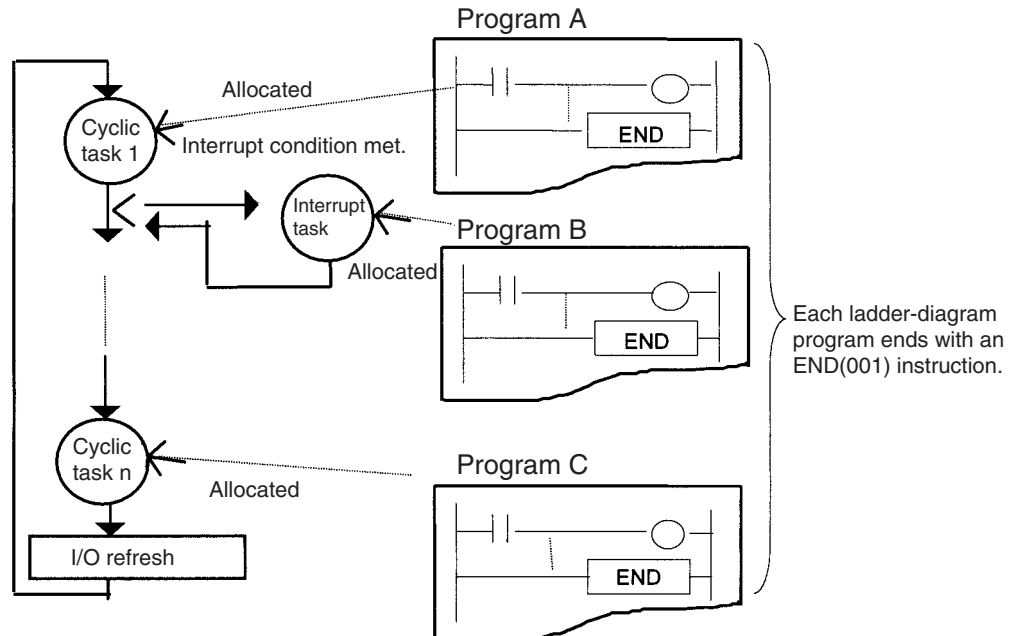 Program A
Allocated
END
Cyclic
task 1
Interrupt condition met.
Interrupt
task
Program B
Allocated
END
Each ladder-diagram
program ends with an
END(001) instruction.
Cyclic
task n
Program C
Allocated
I/O refresh
END